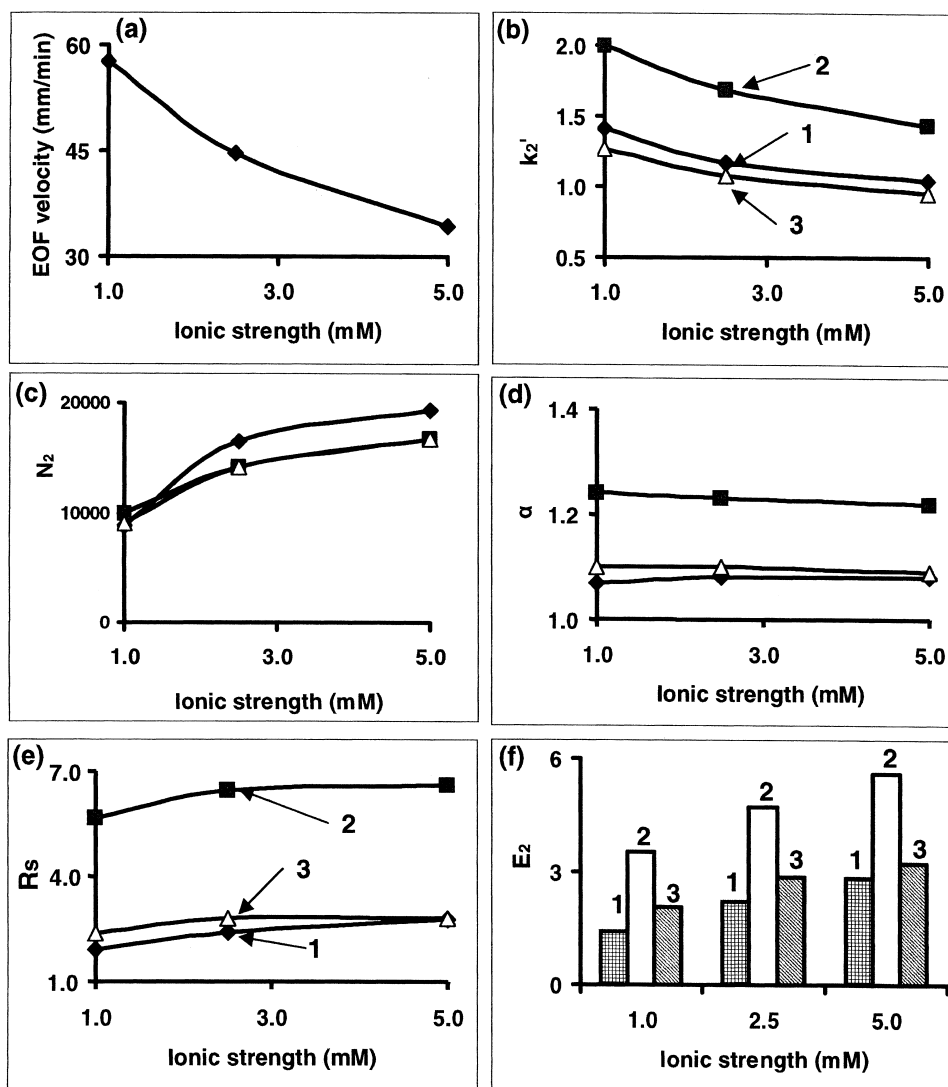 (a)
60
45
30
EOF velocity (mm/min)
1.0 3.0 5.0
Ionic strength (mM)
(b)
2.0
1.5
1.0
0.5
k₂'
2
1
3
1.0 3.0 5.0
Ionic strength (mM)
(c)
20000
10000
0
N₂
1.0 3.0 5.0
Ionic strength (mM)
(d)
1.4
1.2
1.0
α
1.0 3.0 5.0
Ionic strength (mM)
(e)
7.0
4.0
1.0
Rs
2
3
1
1.0 3.0 5.0
Ionic strength (mM)
(f)
6
3
0
E₂
1 2 3
1 2 3
1 2 3
1.0 2.5 5.0
Ionic strength (mM)